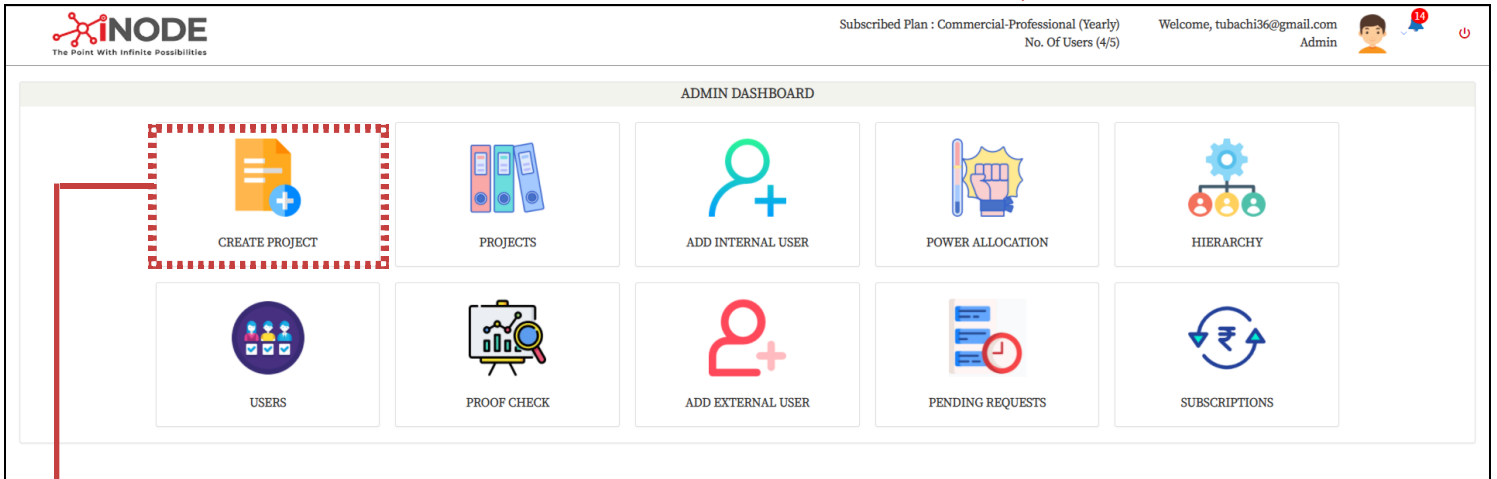 iNODE
The Point With Infinite Possibilities
Subscribed Plan : Commercial-Professional (Yearly)
No. Of Users (4/5)
Welcome, tubachi36@gmail.com
Admin
14
ADMIN DASHBOARD
CREATE PROJECT
PROJECTS
ADD INTERNAL USER
POWER ALLOCATION
HIERARCHY
USERS
PROOF CHECK
ADD EXTERNAL USER
PENDING REQUESTS
SUBSCRIPTIONS